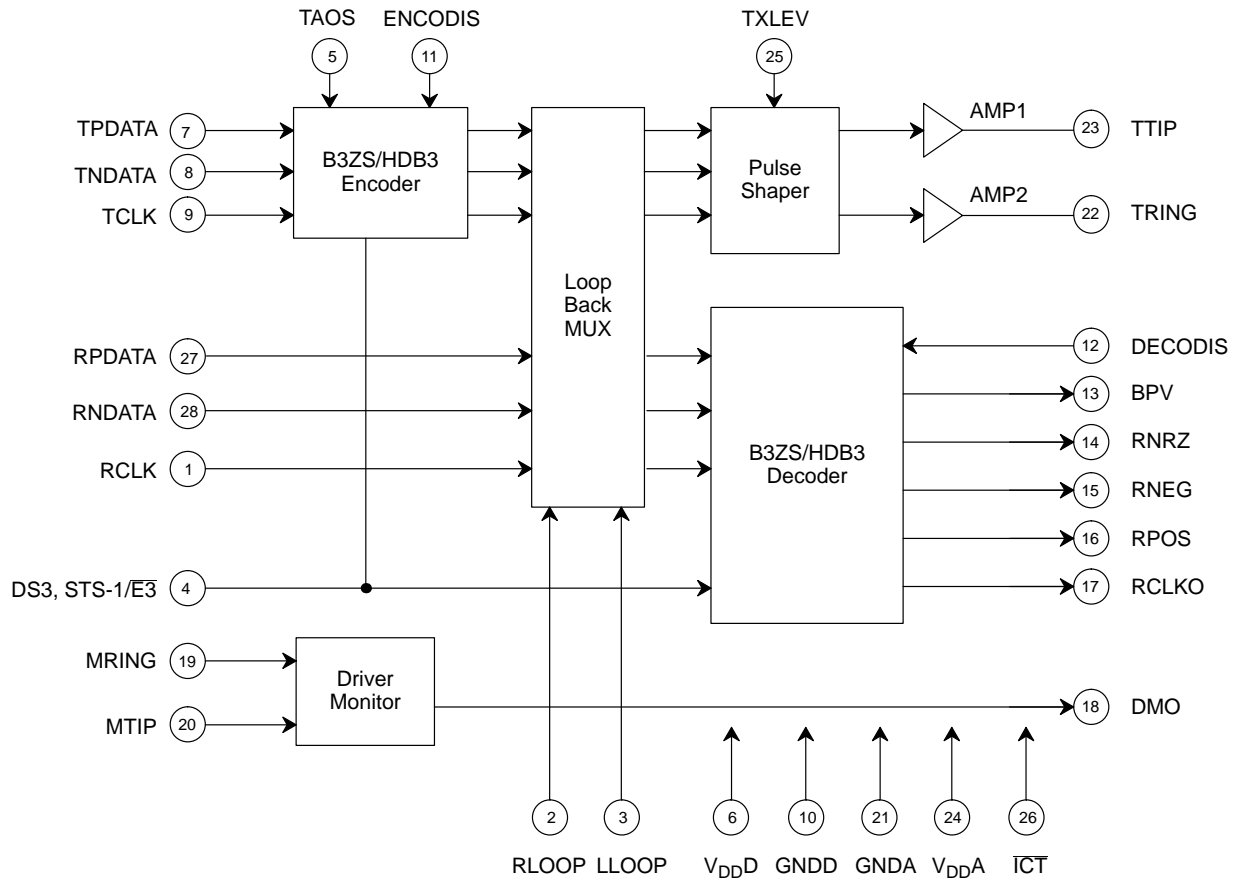 TAOS ENCODIS TXLEV
5 11 25
TPDATA 7 AMP1 23 TTIP
TNDATA 8 B3ZS/HDB3
Encoder Pulse
Shaper
TCLK 9 AMP2 22 TRING
Loop
Back
MUX
RPDATA 27 12 DECODIS
13 BPV
RNDATA 28 14 RNRZ
RCLK 1 B3ZS/HDB3
Decoder
15 RNEG
16 RPOS
DS3, STS-1/E̅3̅ 4 17 RCLKO
MRING 19 Driver
Monitor
MTIP 20 18 DMO
2 3 6 10 21 24 26
RLOOP LLOOP VDDD GNDD GNDA VDDA I̅C̅T̅